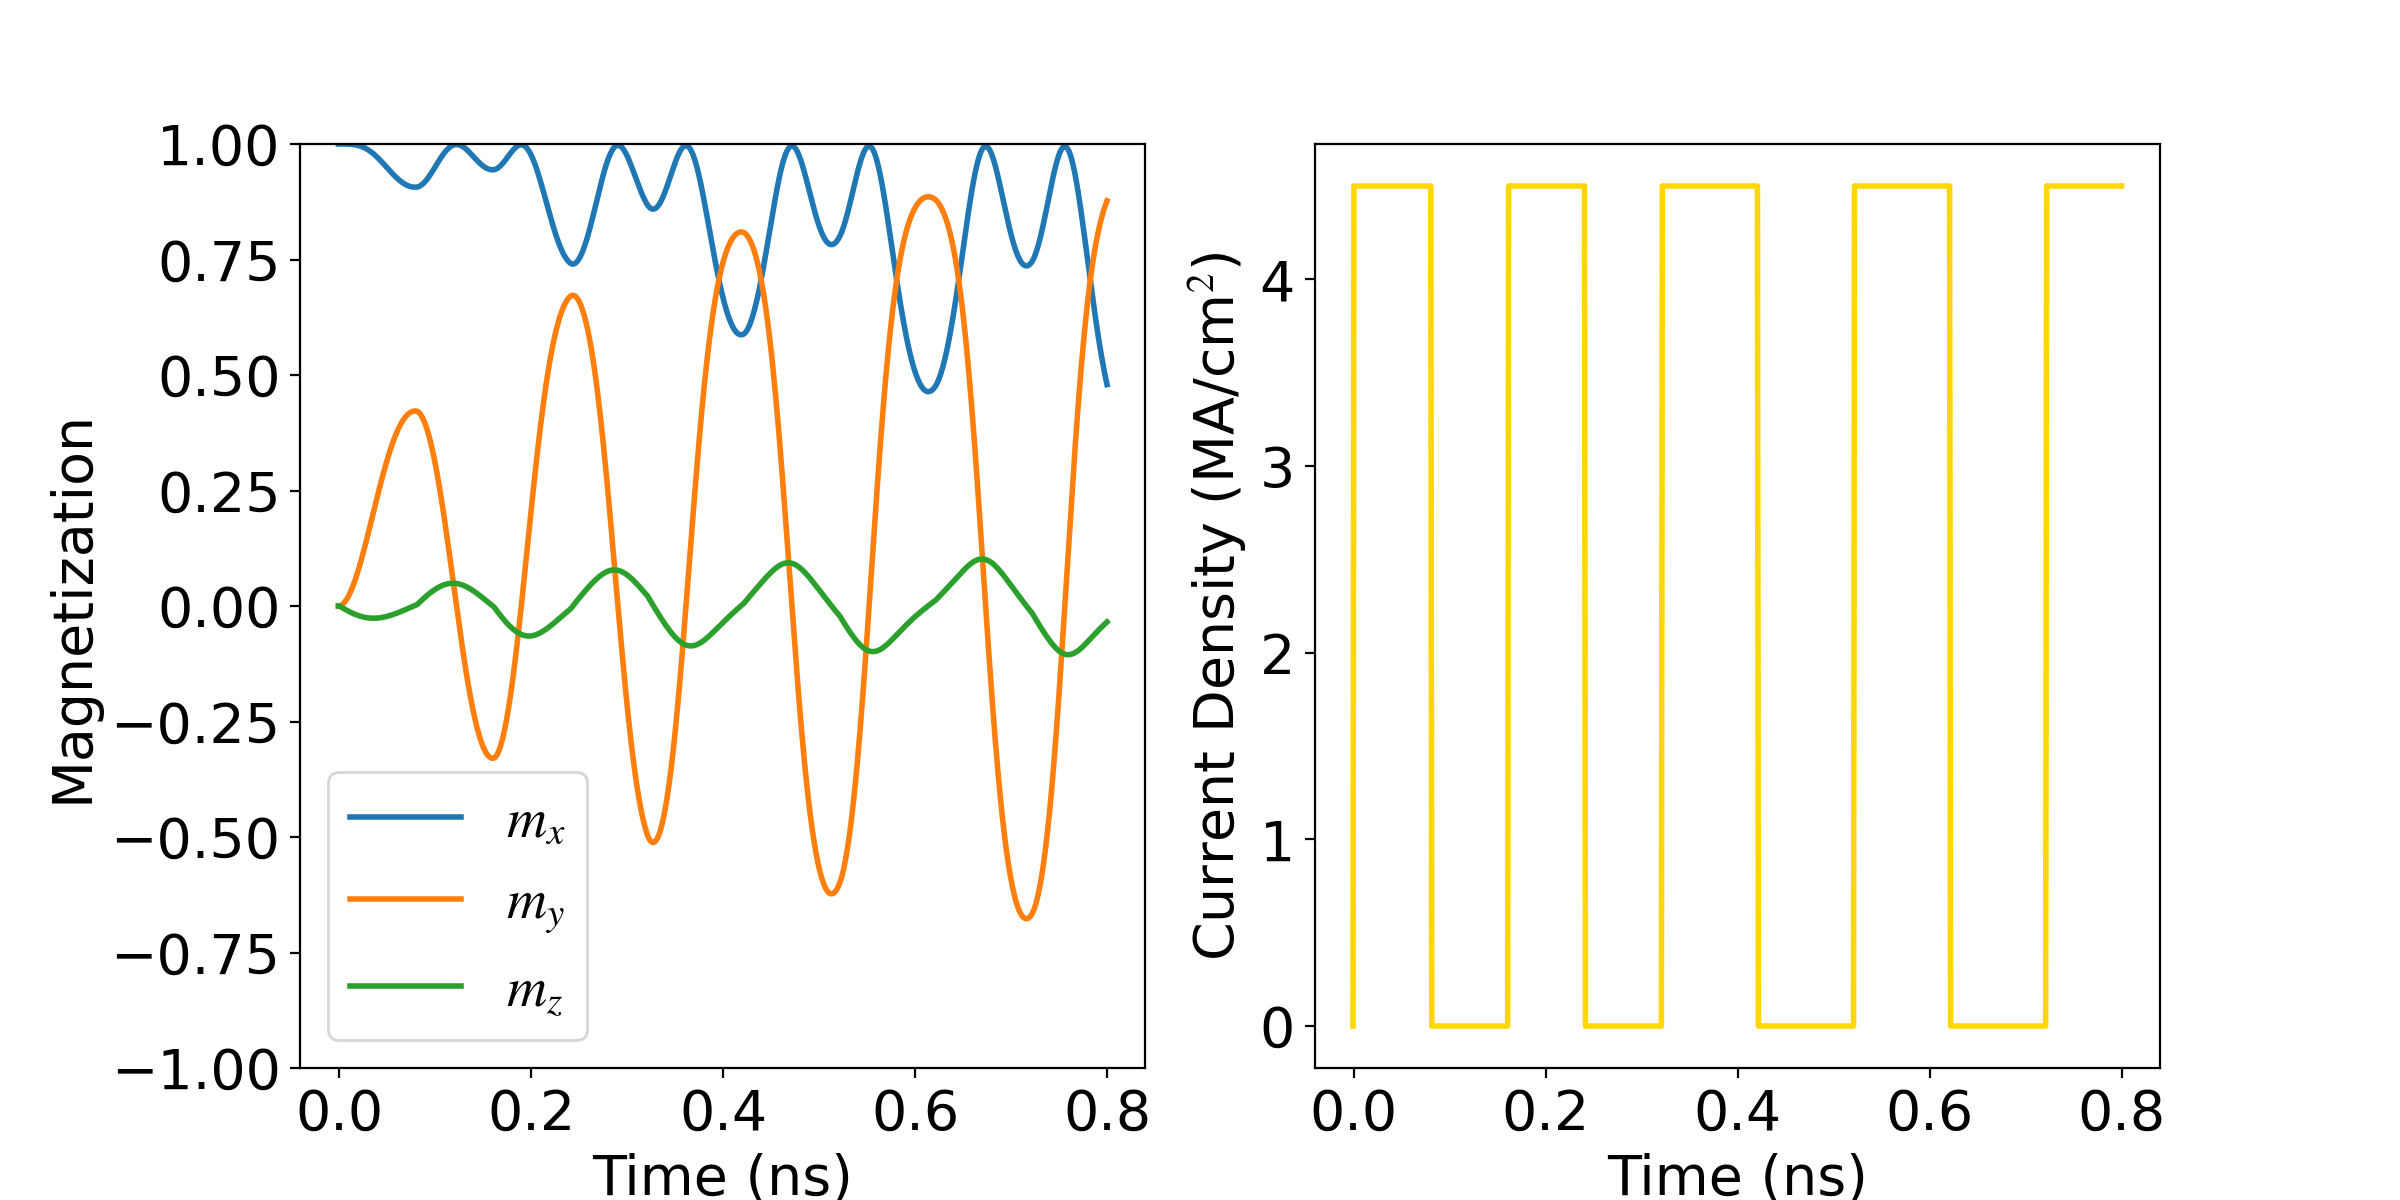 Magnetization
1.00
0.75
0.50
0.25
0.00
−0.25
−0.50
−0.75
−1.00
m_x
m_y
m_z
0.0 0.2 0.4 0.6 0.8
Time (ns)
Current Density (MA/cm²)
4
3
2
1
0
0.0 0.2 0.4 0.6 0.8
Time (ns)